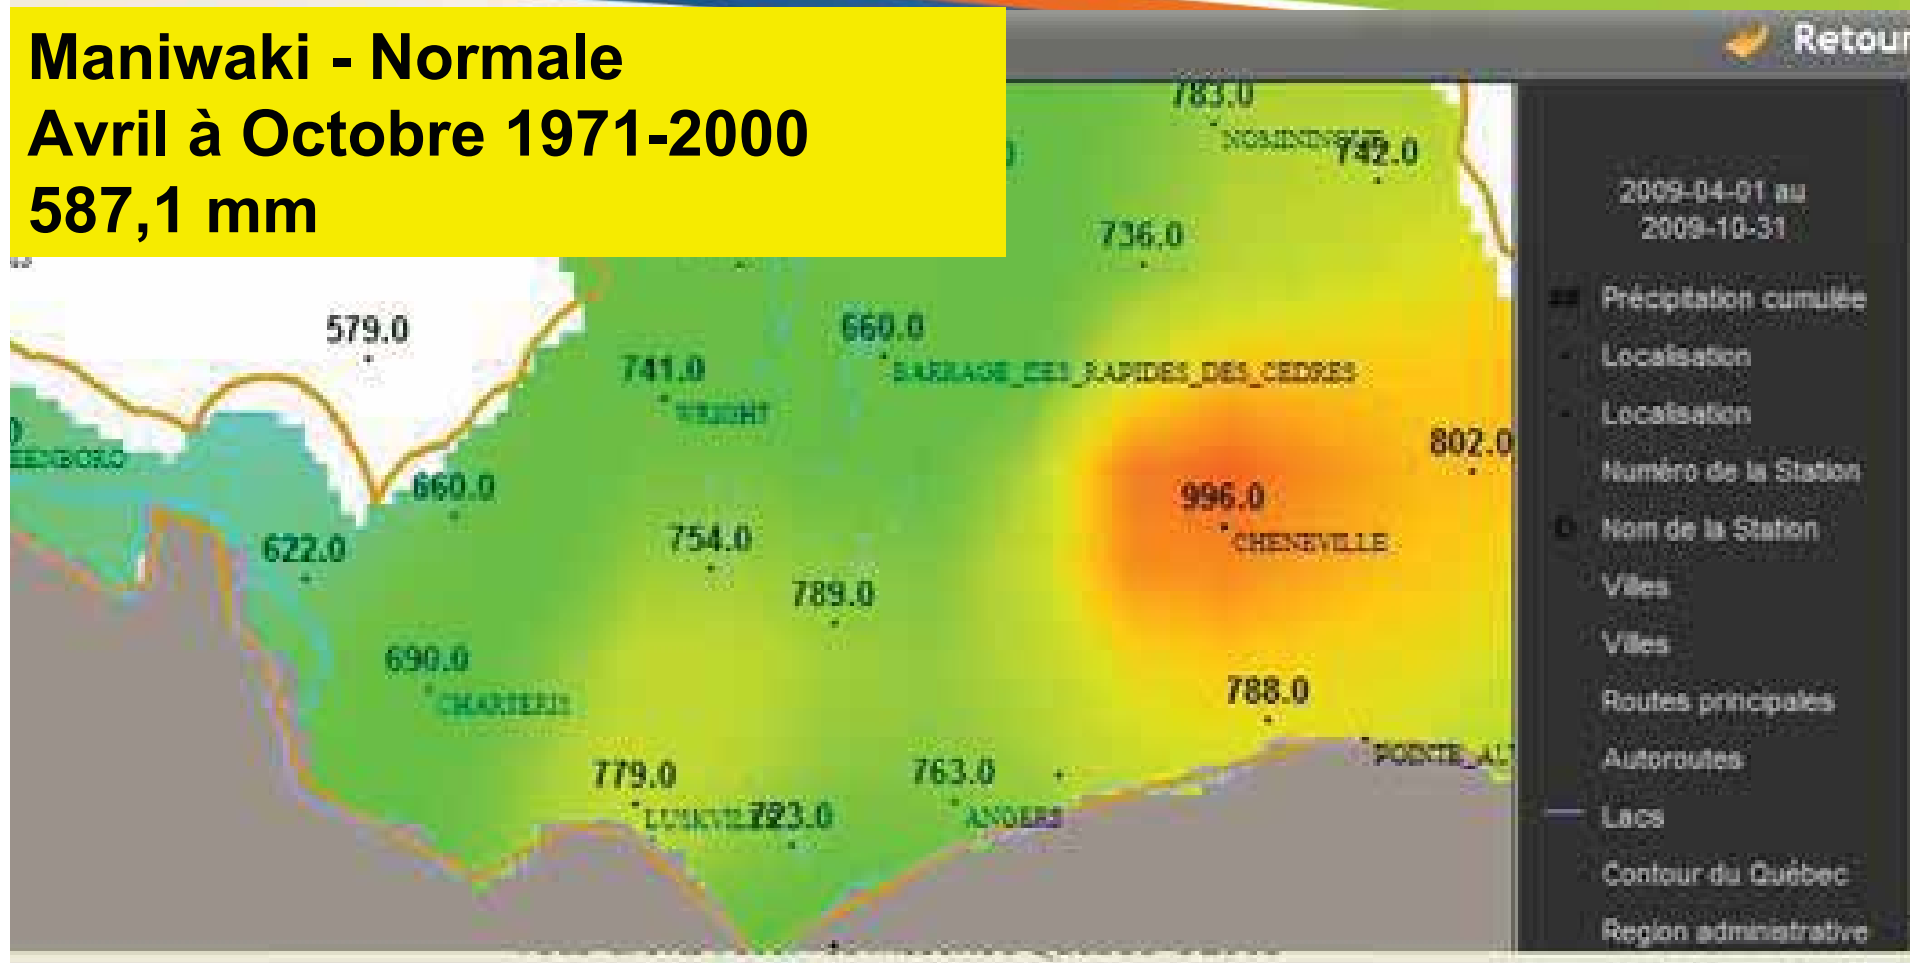 Maniwaki - Normale
Avril à Octobre 1971-2000
587,1 mm
Retour
783.0
742.0
736.0
579.0
741.0
WRIGHT
660.0
BARRAGE_DES_RAPIDES_DES_CEDRES
802.0
996.0
CHENEVILLE
660.0
622.0
754.0
789.0
690.0
CHARTERIS
788.0
779.0
763.0
ANGERS
POINTE_AU
2009-04-01 au
2009-10-31
Précipitation cumulée
Localisation
Localisation
Numéro de la Station
Nom de la Station
Villes
Villes
Routes principales
Autoroutes
Lacs
Contour du Québec
Region administrative